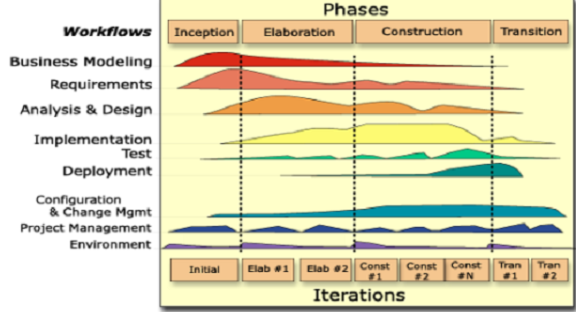 Phases
Workflows Inception Elaboration Construction Transition
Business Modeling
Requirements
Analysis & Design
Implementation
Test
Deployment
Configuration
& Change Mgmt
Project Management
Environment
Initial Elab #1 Elab #2 Const #1 Const #2 Const #N Tran #1 Tran #2
Iterations